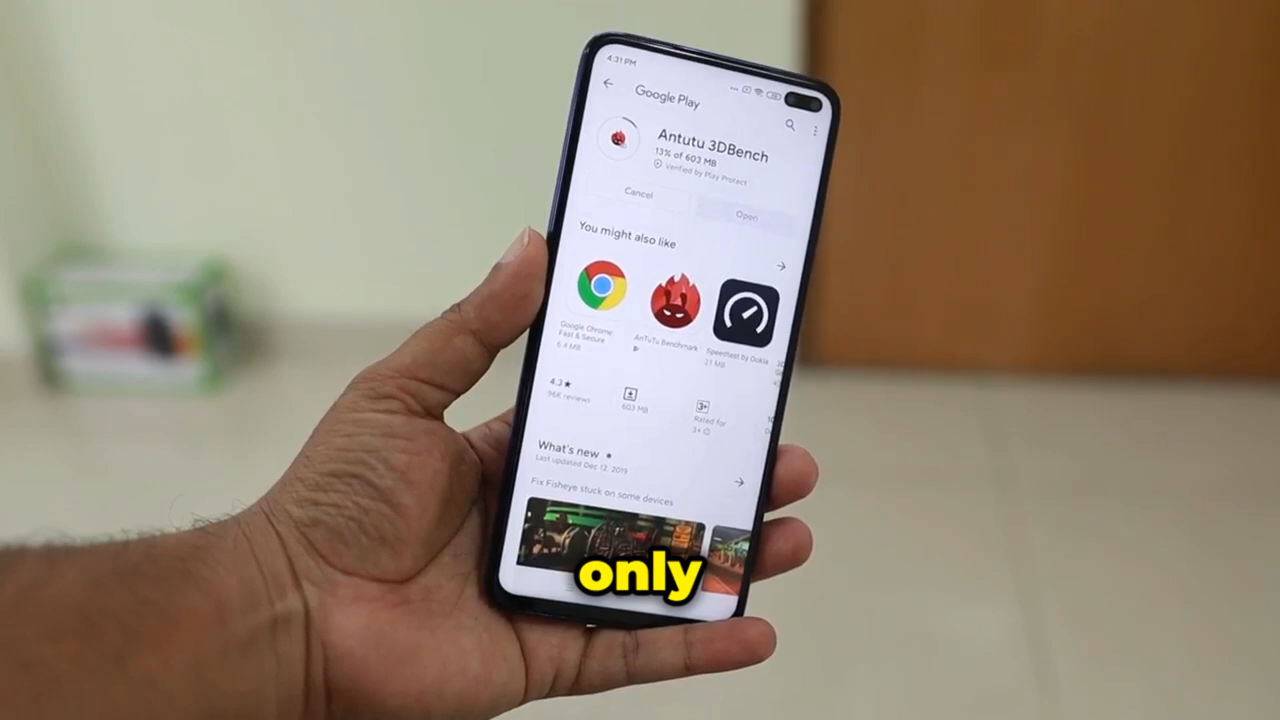 4:31 PM
Google Play
Antutu 3DBench
13% of 603 MB
Verified by Play Protect
Cancel
Open
You might also like
Google Chrome
Fast & Secure
6.4 MB
AnTuTu Benchmark
Speedtest by Ookla
21 MB
4.3★
96K reviews
603 MB
3+
Rated for
3+
What's new
Last updated Dec 12, 2019
Fix Fisheye stuck on some devices
only